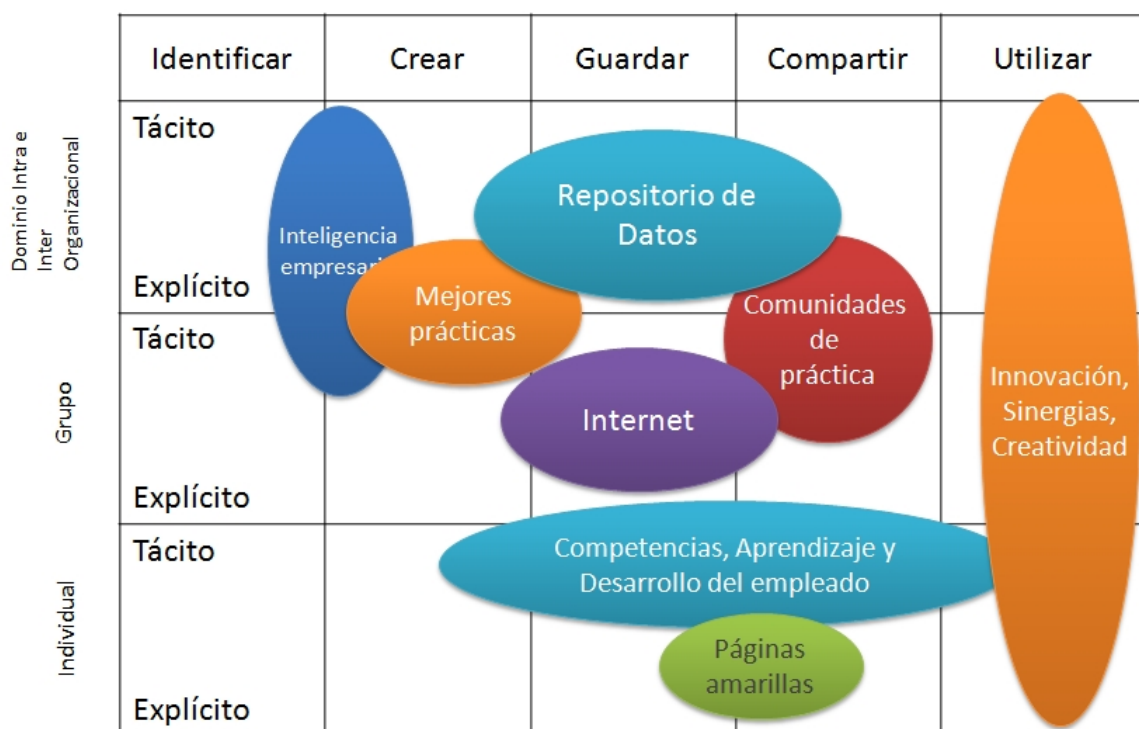 Identificar
Crear
Guardar
Compartir
Utilizar
Dominio Intra e
Inter
Organizacional
Tácito
Explícito
Inteligencia
Mejores
prácticas
Repositorio de
Datos
Comunidades
de
práctica
Grupo
Tácito
Explícito
Internet
Innovación,
Sinergias,
Creatividad
Individual
Tácito
Explícito
Competencias, Aprendizaje y
Desarrollo del empleado
Páginas
amarillas